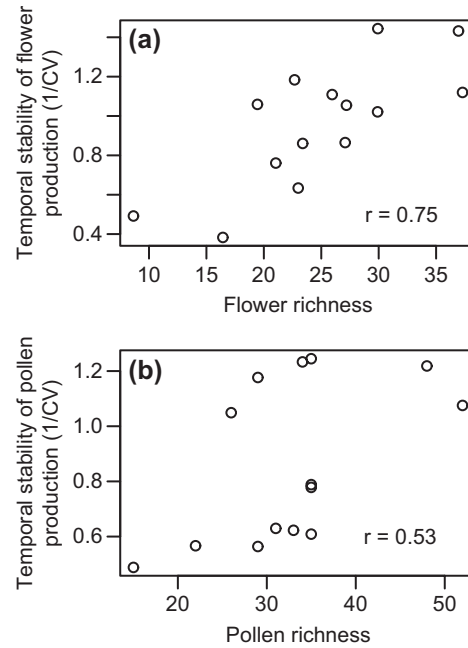 (a)
Temporal stability of flower
production (1/CV)
1.2
0.8
0.4
r = 0.75
10 15 20 25 30 35
Flower richness
(b)
Temporal stability of pollen
production (1/CV)
1.2
1.0
0.8
0.6
r = 0.53
20 30 40 50
Pollen richness